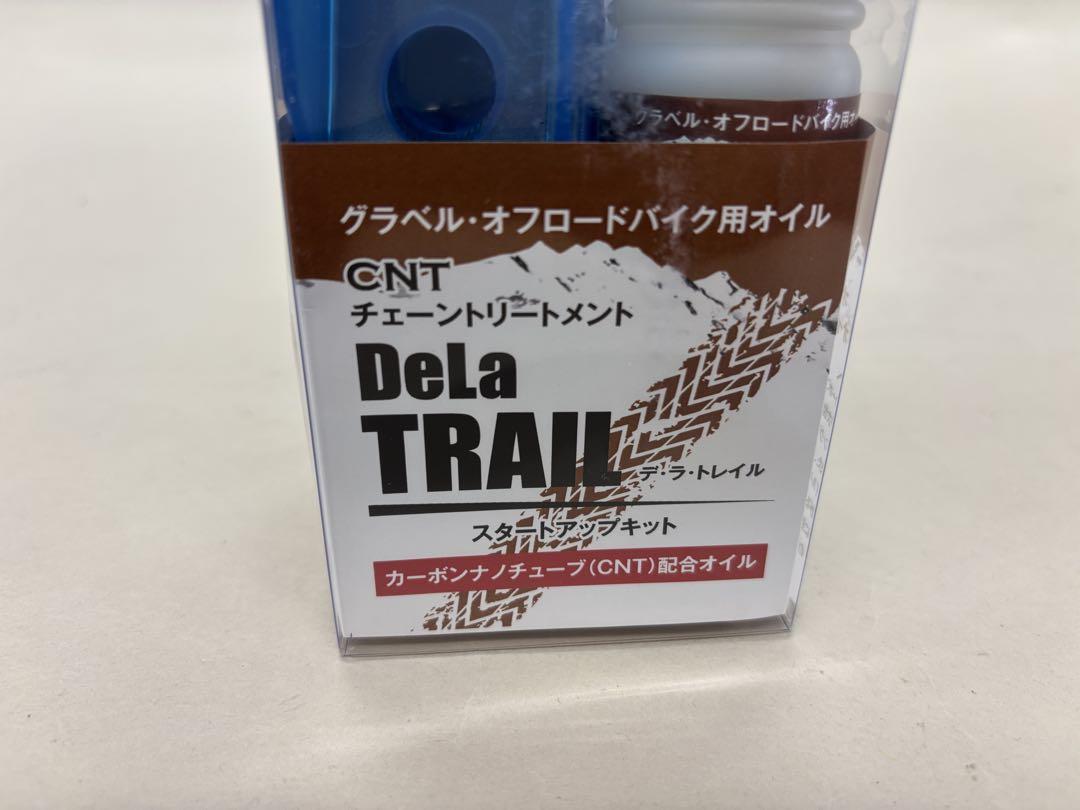 グラベル・オフロードバイク用オ
グラベル・オフロードバイク用オイル
CNT
チェーントリートメント
DeLa
TRAIL
デ・ラ・トレイル
スタートアップキット
カーボンナノチューブ(CNT)配合オイル